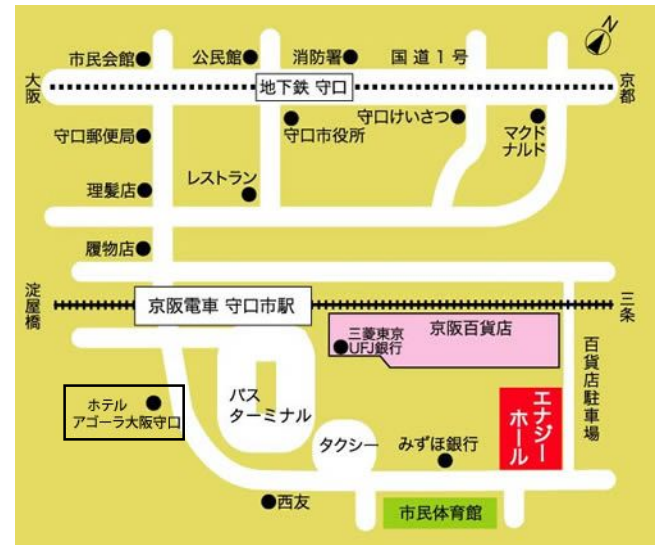 N
市民会館
公民館
消防署
国道1号
大阪
地下鉄 守口
京都
守口郵便局
守口市役所
守口けいさつ
マクド
ナルド
理髪店
レストラン
履物店
淀屋橋
京阪電車 守口市駅
三条
三菱東京
UFJ銀行
京阪百貨店
百貨店駐車場
ホテル
アゴーラ大阪守口
バス
ターミナル
エナジー
ホール
タクシー
みずほ銀行
西友
市民体育館